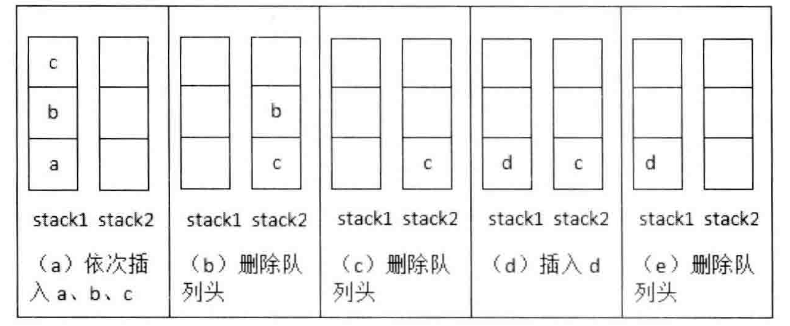 c
b
a
stack1 stack2
（a）依次插
入 a、b、c
b
c
stack1 stack2
（b）删除队
列头
c
stack1 stack2
（c）删除队
列头
d c
stack1 stack2
（d）插入 d
d
stack1 stack2
（e）删除队
列头